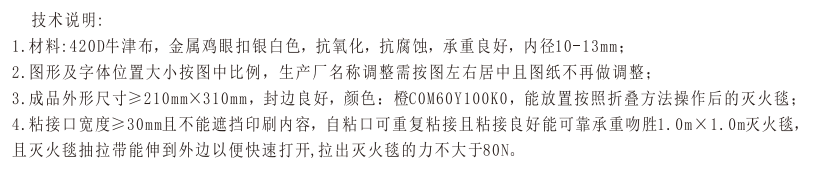 技术说明:
1.材料:420D牛津布，金属鸡眼扣银白色，抗氧化，抗腐蚀，承重良好，内径10-13mm；
2.图形及字体位置大小按图中比例，生产厂名称调整需按图左右居中且图纸不再做调整；
3.成品外形尺寸≥210mm×310mm，封边良好，颜色：橙C0M60Y100K0，能放置按照折叠方法操作后的灭火毯；
4.粘接口宽度≥30mm且不能遮挡印刷内容，自粘口可重复粘接且粘接良好能可靠承重吻胜1.0m×1.0m灭火毯，
且灭火毯抽拉带能伸到外边以便快速打开,拉出灭火毯的力不大于80N。